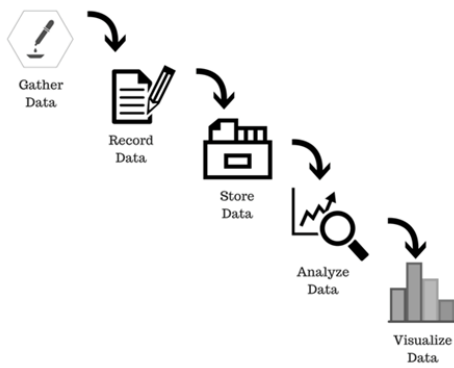 Gather
Data
Record
Data
Store
Data
Analyze
Data
Visualize
Data